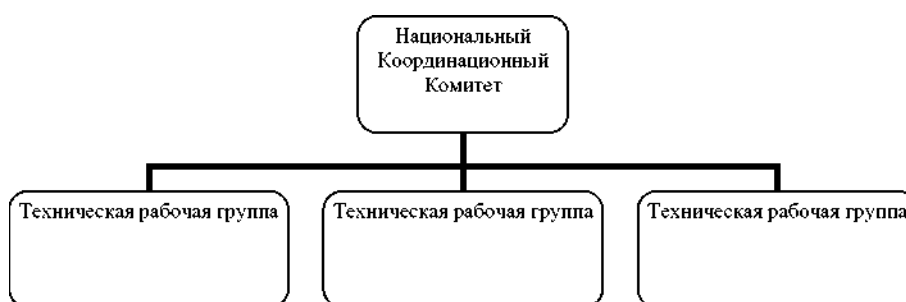 Национальный
Координационный
Комитет
Техническая рабочая группа
Техническая рабочая группа
Техническая рабочая группа